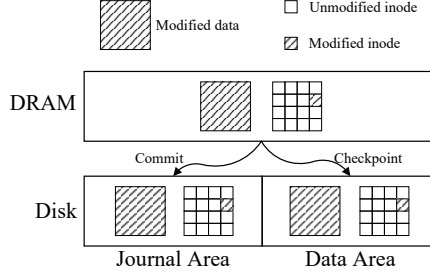 Modified data
Unmodified inode
Modified inode
DRAM
Commit
Checkpoint
Disk
Journal Area
Data Area